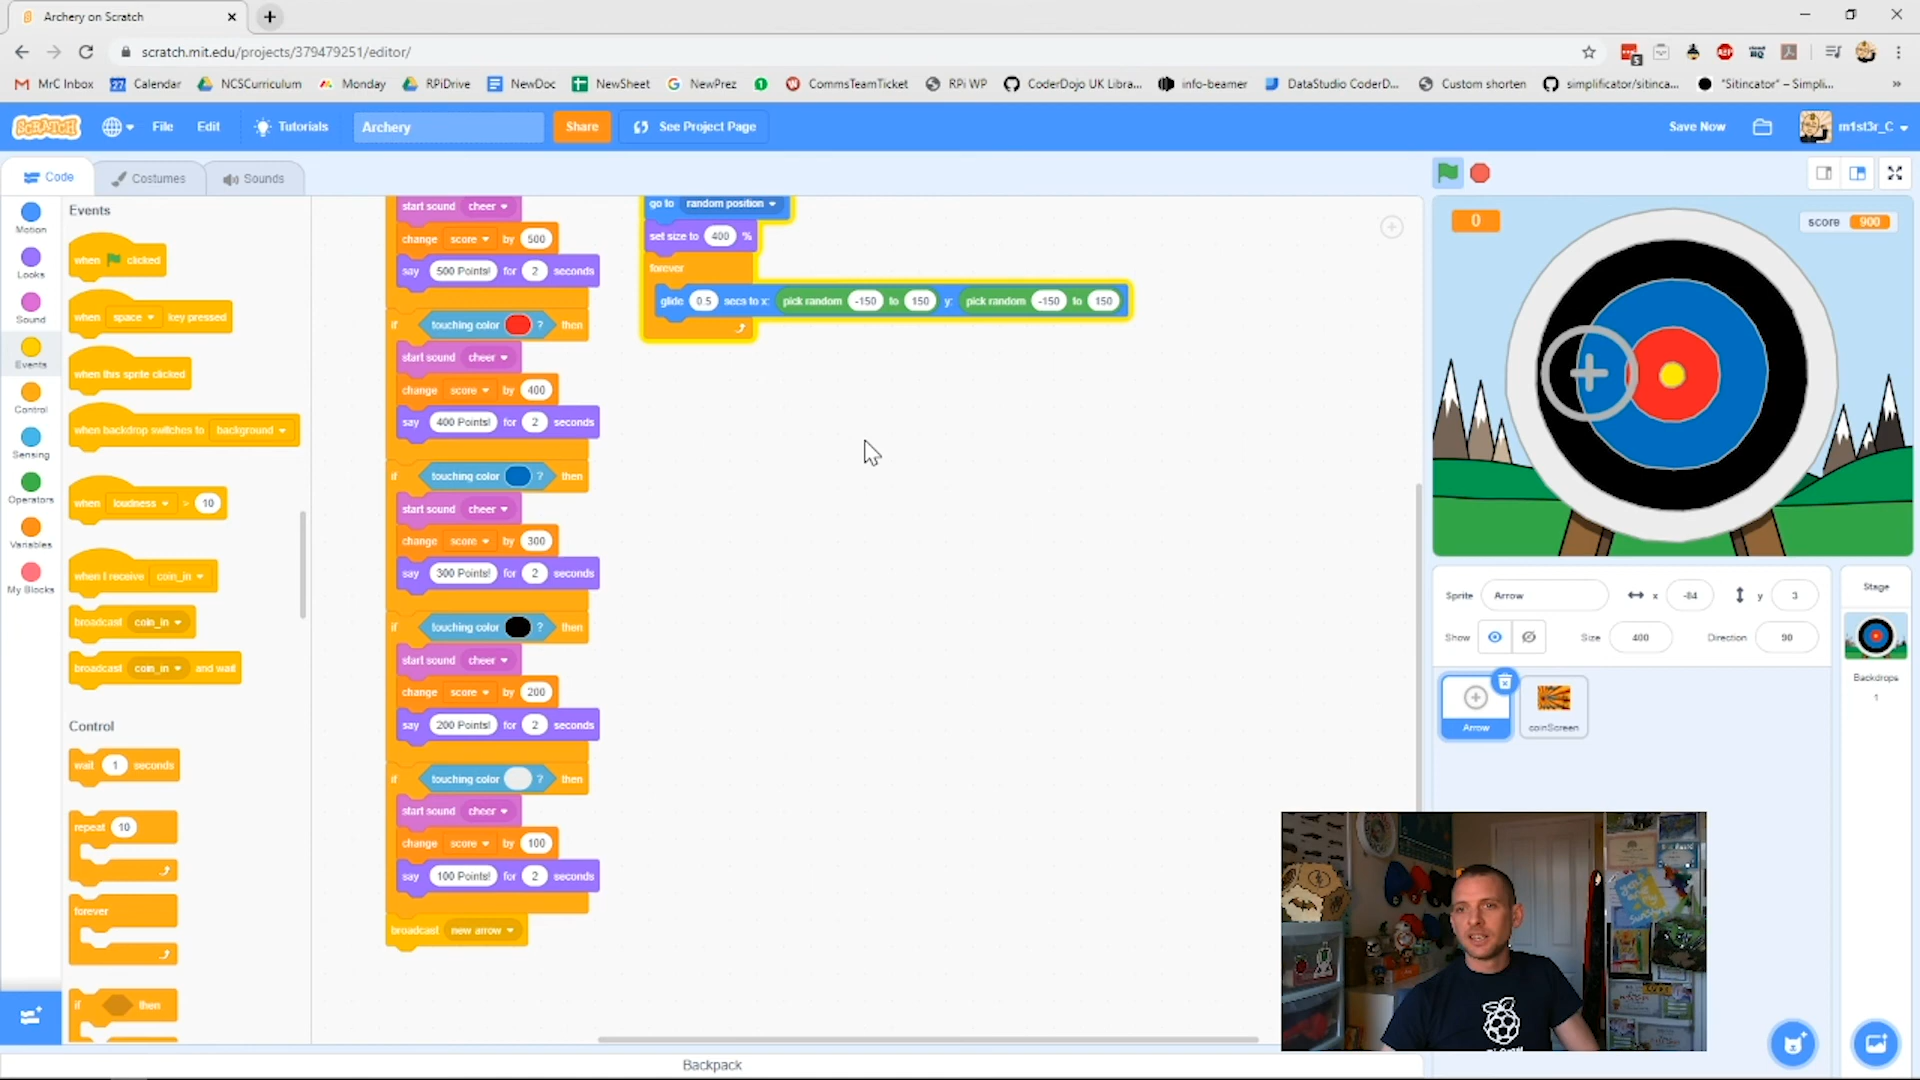 Archery on Scratch
scratch.mit.edu/projects/379479251/editor/
MrC Inbox
27 Calendar
NCSCurriculum
Monday
RPiDrive
NewDoc
NewSheet
NewPrez
1
CommsTeamTicket
RPi WP
CoderDojo UK Libra...
info-beamer
DataStudio CoderD...
Custom shorten
simplificator/sitinca...
"Sitincator" – Simpli...
»
SCRATCH
File
Edit
Tutorials
Archery
Share
See Project Page
Save Now
m1st3r_C
Code
Costumes
Sounds
Motion
Looks
Sound
Events
Control
Sensing
Operators
Variables
My Blocks
Events
when clicked
when space key pressed
when this sprite clicked
when backdrop switches to background
when loudness > 10
when I receive coin_in
broadcast coin_in
broadcast coin_in and wait
Control
wait 1 seconds
repeat 10
forever
if then
start sound cheer
change score by 500
say 500 Points! for 2 seconds
if touching color ? then
start sound cheer
change score by 400
say 400 Points! for 2 seconds
if touching color ? then
start sound cheer
change score by 300
say 300 Points! for 2 seconds
if touching color ? then
start sound cheer
change score by 200
say 200 Points! for 2 seconds
if touching color ? then
start sound cheer
change score by 100
say 100 Points! for 2 seconds
broadcast new arrow
go to random position
set size to 400 %
forever
glide 0.5 secs to x: pick random -150 to 150 y: pick random -150 to 150
0
score 900
Sprite Arrow x -84 y 3
Show Size 400 Direction 90
Arrow
coinScreen
Stage
Backdrops
1
Backpack